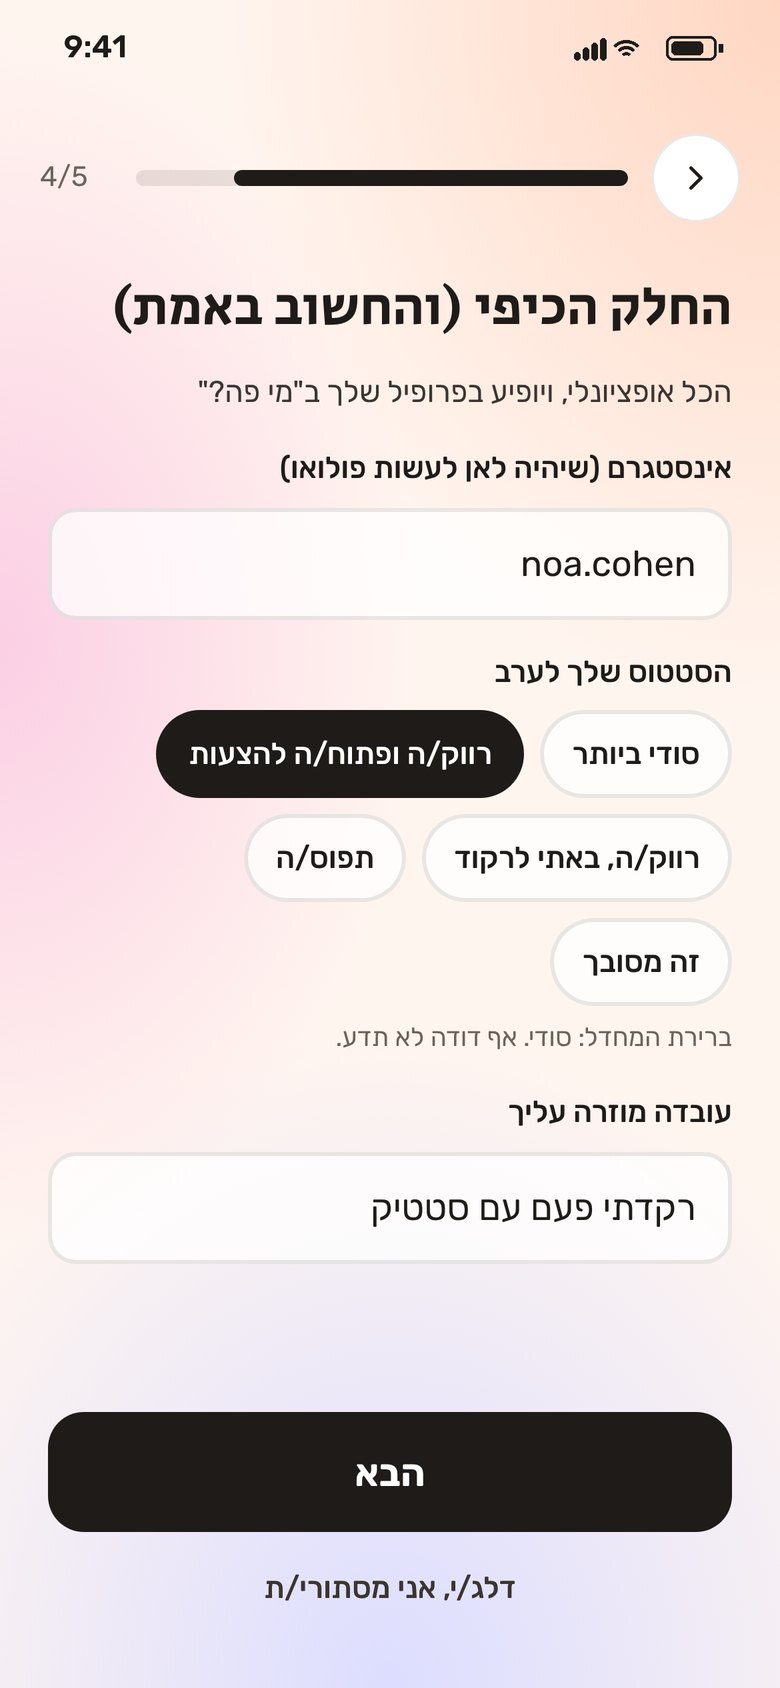 9:41
4/5
החלק הכיפי (והחשוב באמת)
הכל אופציונלי, ויופיע בפרופיל שלך ב"מי פה?"
אינסטגרם (שיהיה לאן לעשות פולואו)
noa.cohen
הסטטוס שלך לערב
סודי ביותר
רווק/ה ופתוח/ה להצעות
רווק/ה, באתי לרקוד
תפוס/ה
זה מסובך
ברירת המחדל: סודי. אף דודה לא תדע.
עובדה מוזרה עליך
רקדתי פעם עם סטטיק
הבא
דלג/י, אני מסתורי/ת